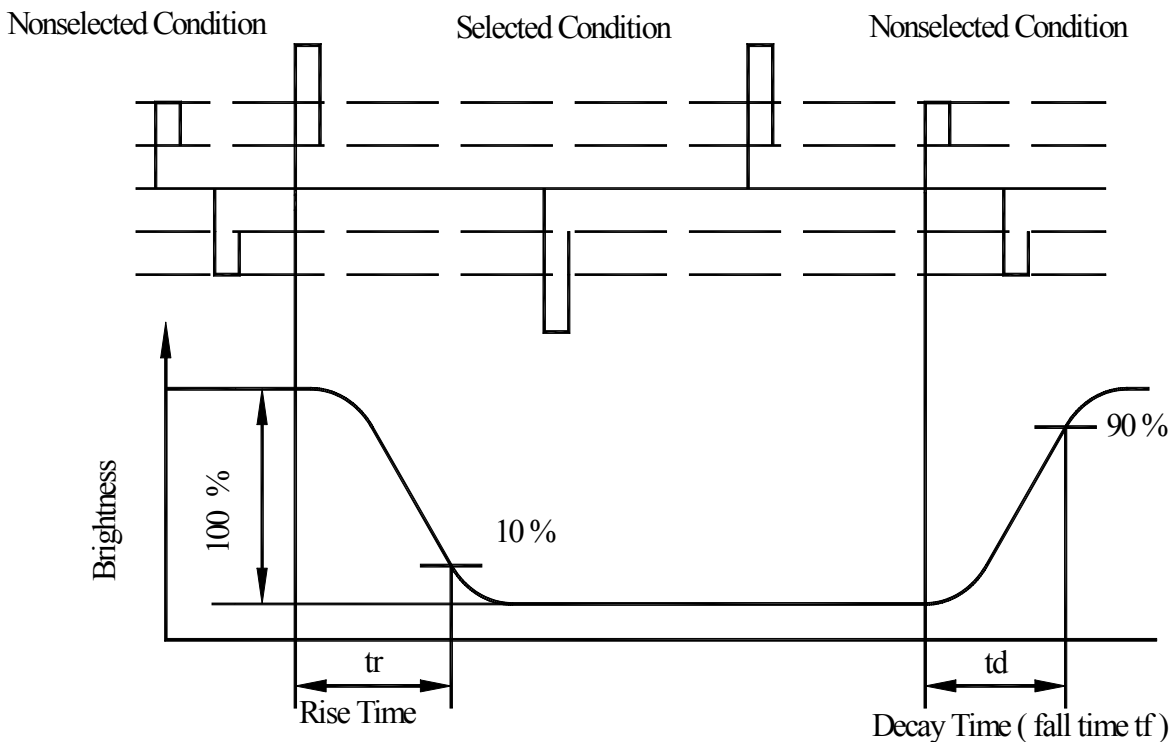 Nonselected Condition
Selected Condition
Nonselected Condition
Brightness
100 %
10 %
90 %
tr
td
Rise Time
Decay Time ( fall time tf )